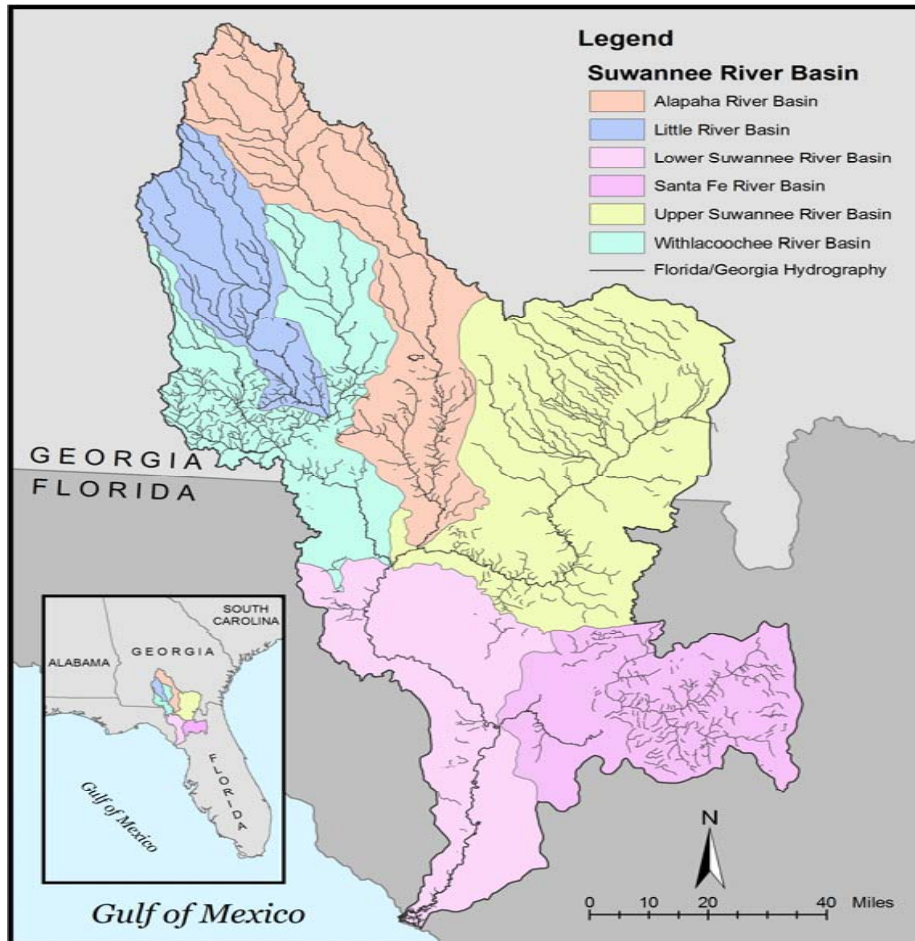 Legend
Suwannee River Basin
Alapaha River Basin
Little River Basin
Lower Suwannee River Basin
Santa Fe River Basin
Upper Suwannee River Basin
Withlacoochee River Basin
Florida/Georgia Hydrography
GEORGIA
FLORIDA
SOUTH
CAROLINA
GEORGIA
ALABAMA
FLORIDA
Gulf of Mexico
Gulf of Mexico
N
0 10 20 40 Miles